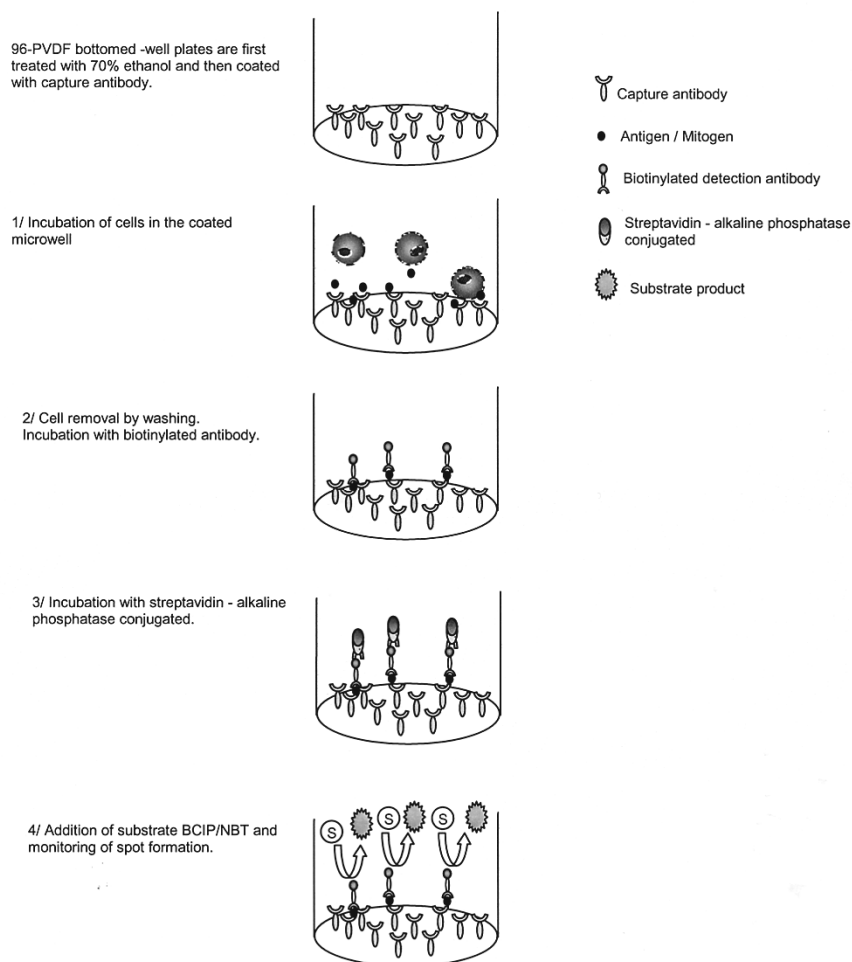 96-PVDF bottomed -well plates are first
treated with 70% ethanol and then coated
with capture antibody.
Capture antibody
Antigen / Mitogen
Biotinylated detection antibody
Streptavidin - alkaline phosphatase
conjugated
Substrate product
1/ Incubation of cells in the coated
microwell
2/ Cell removal by washing.
Incubation with biotinylated antibody.
3/ Incubation with streptavidin - alkaline
phosphatase conjugated.
4/ Addition of substrate BCIP/NBT and
monitoring of spot formation.
S S S